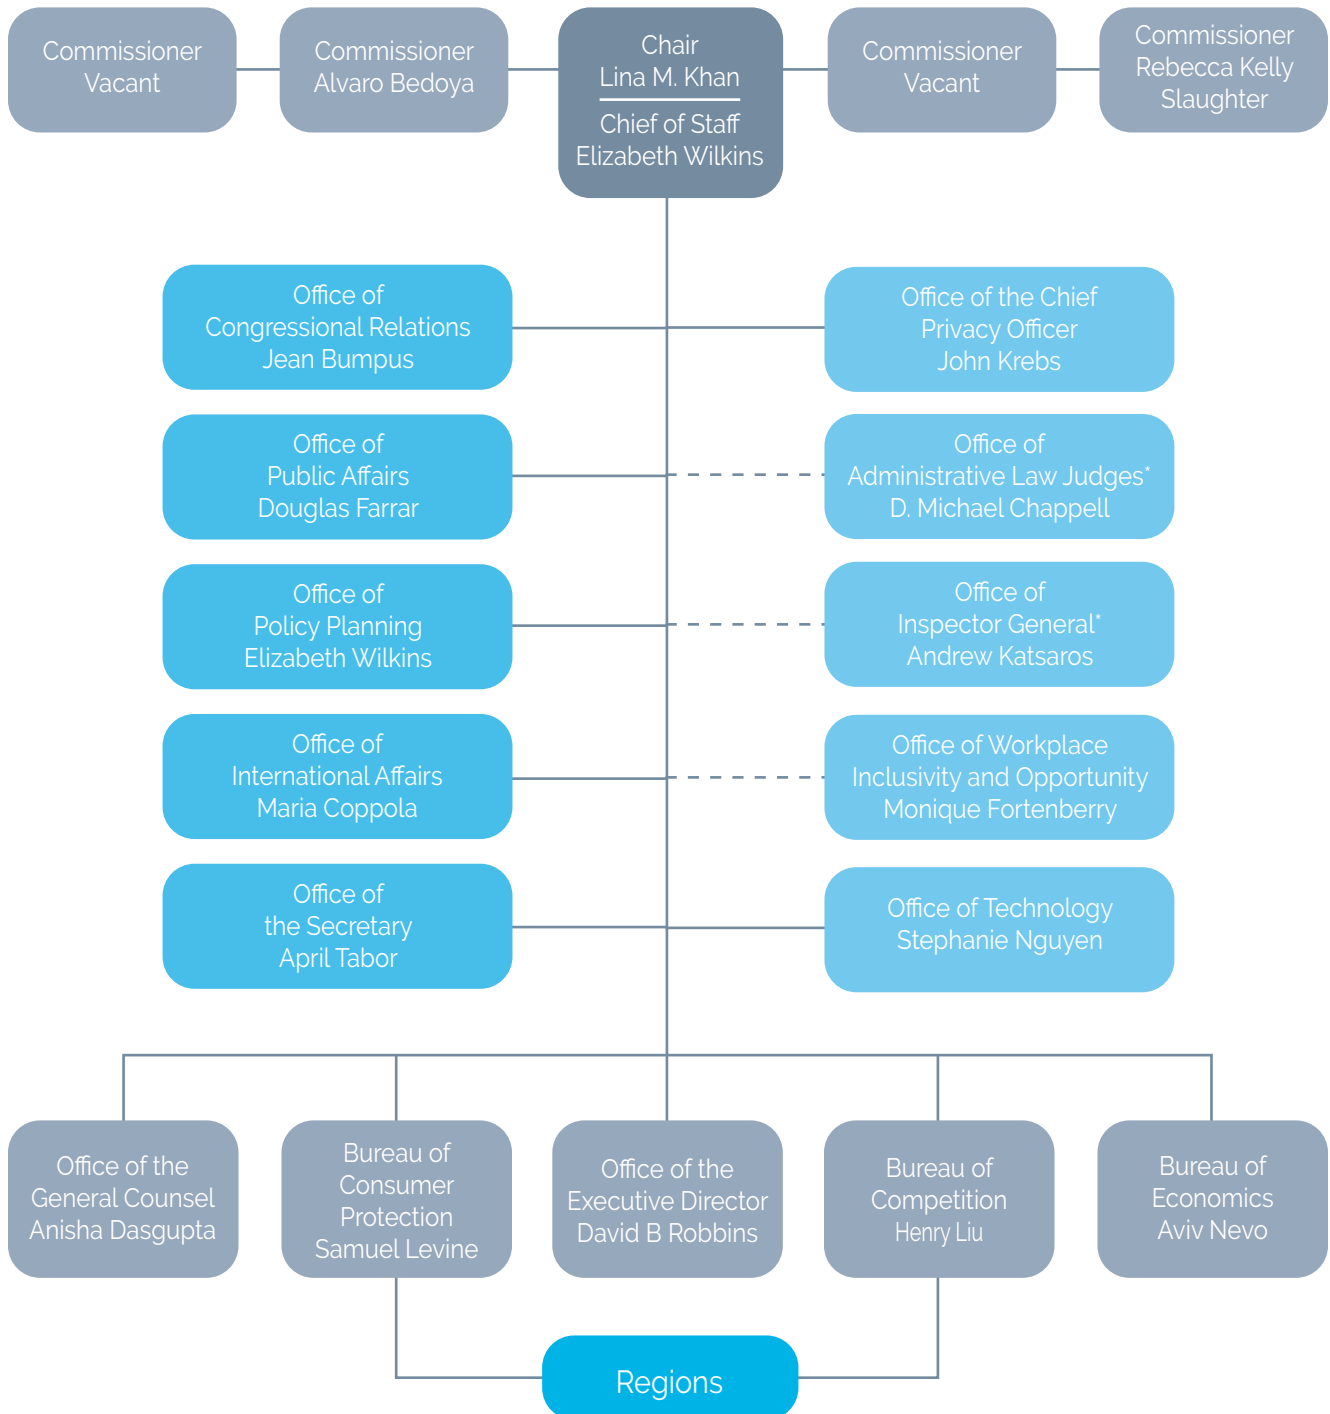 Commissioner
Vacant
Commissioner
Alvaro Bedoya
Chair
Lina M. Khan
Chief of Staff
Elizabeth Wilkins
Commissioner
Vacant
Commissioner
Rebecca Kelly
Slaughter
Office of
Congressional Relations
Jean Bumpus
Office of the Chief
Privacy Officer
John Krebs
Office of
Public Affairs
Douglas Farrar
Office of
Administrative Law Judges*
D. Michael Chappell
Office of
Policy Planning
Elizabeth Wilkins
Office of
Inspector General*
Andrew Katsaros
Office of
International Affairs
Maria Coppola
Office of Workplace
Inclusivity and Opportunity
Monique Fortenberry
Office of
the Secretary
April Tabor
Office of Technology
Stephanie Nguyen
Office of the
General Counsel
Anisha Dasgupta
Bureau of
Consumer
Protection
Samuel Levine
Office of the
Executive Director
David B Robbins
Bureau of
Competition
Henry Liu
Bureau of
Economics
Aviv Nevo
Regions